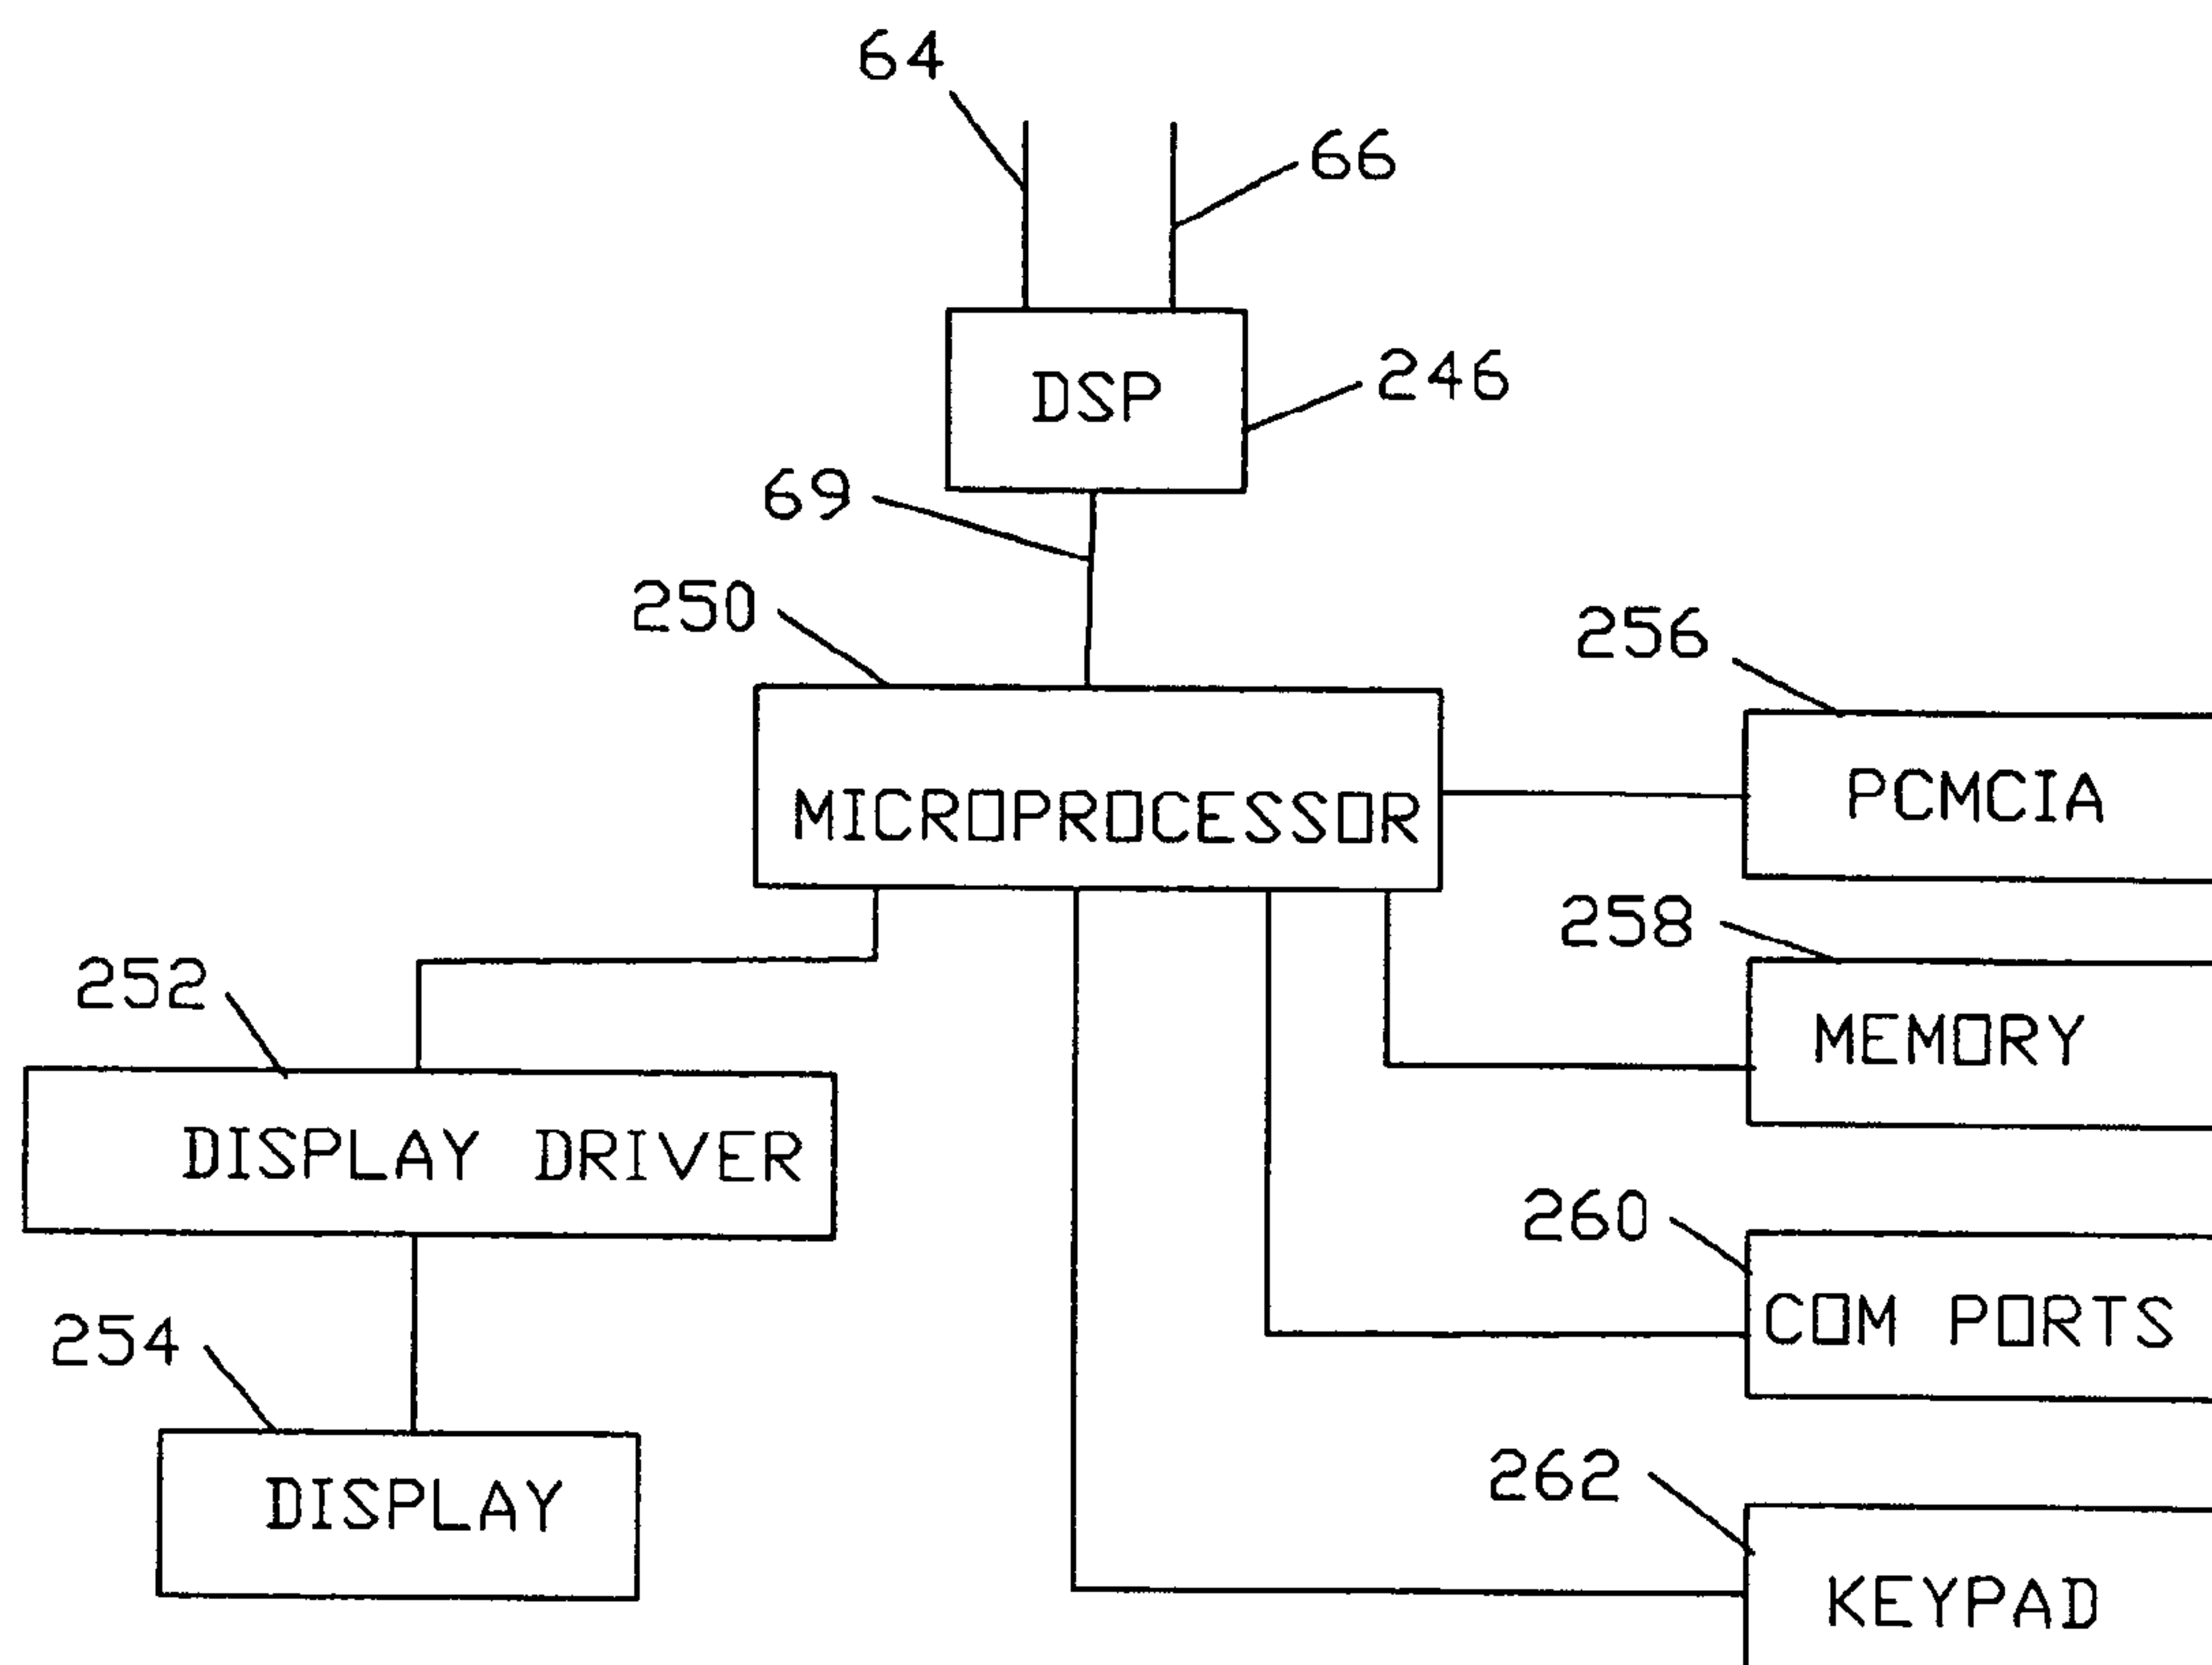 64
66
DSP
246
69
250
256
MICROPROCESSOR
PCMCIA
258
252
MEMORY
DISPLAY DRIVER
260
COM PORTS
254
262
DISPLAY
KEYPAD